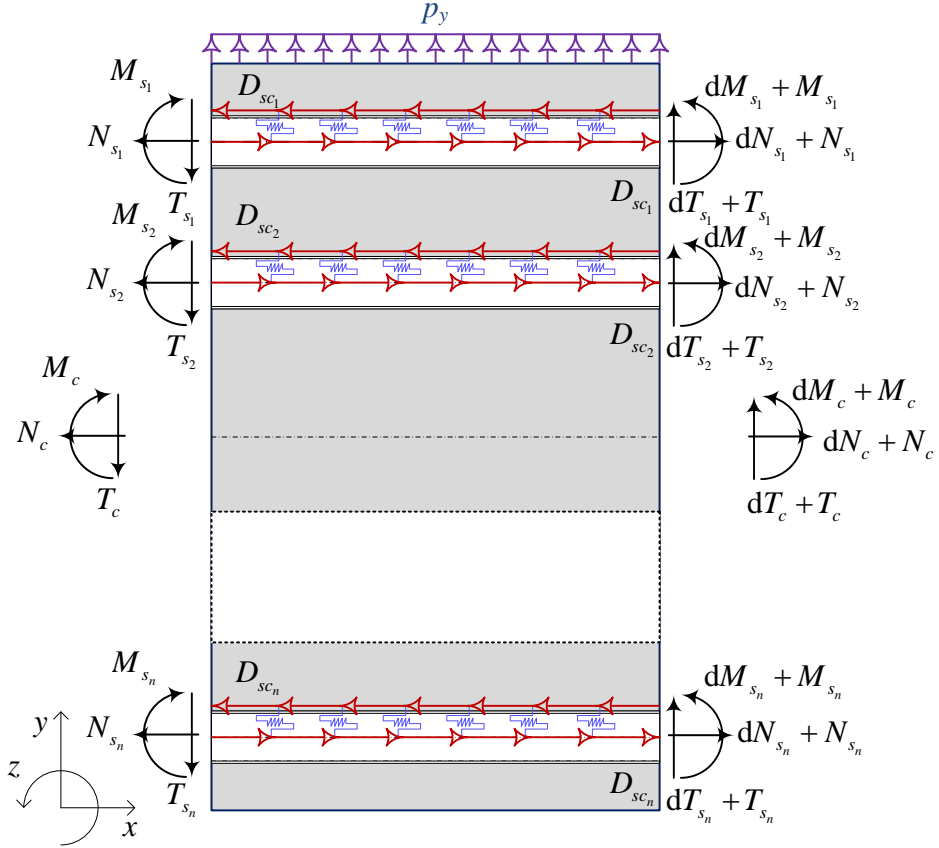 p_y
M_{s_1}
D_{sc_1}
dM_{s_1} + M_{s_1}
N_{s_1}
dN_{s_1} + N_{s_1}
D_{sc_1}
T_{s_1}
dT_{s_1} + T_{s_1}
M_{s_2}
D_{sc_2}
dM_{s_2} + M_{s_2}
N_{s_2}
dN_{s_2} + N_{s_2}
D_{sc_2}
T_{s_2}
dT_{s_2} + T_{s_2}
M_c
dM_c + M_c
N_c
dN_c + N_c
T_c
dT_c + T_c
M_{s_n}
D_{sc_n}
dM_{s_n} + M_{s_n}
N_{s_n}
dN_{s_n} + N_{s_n}
D_{sc_n}
T_{s_n}
dT_{s_n} + T_{s_n}
y
z
x